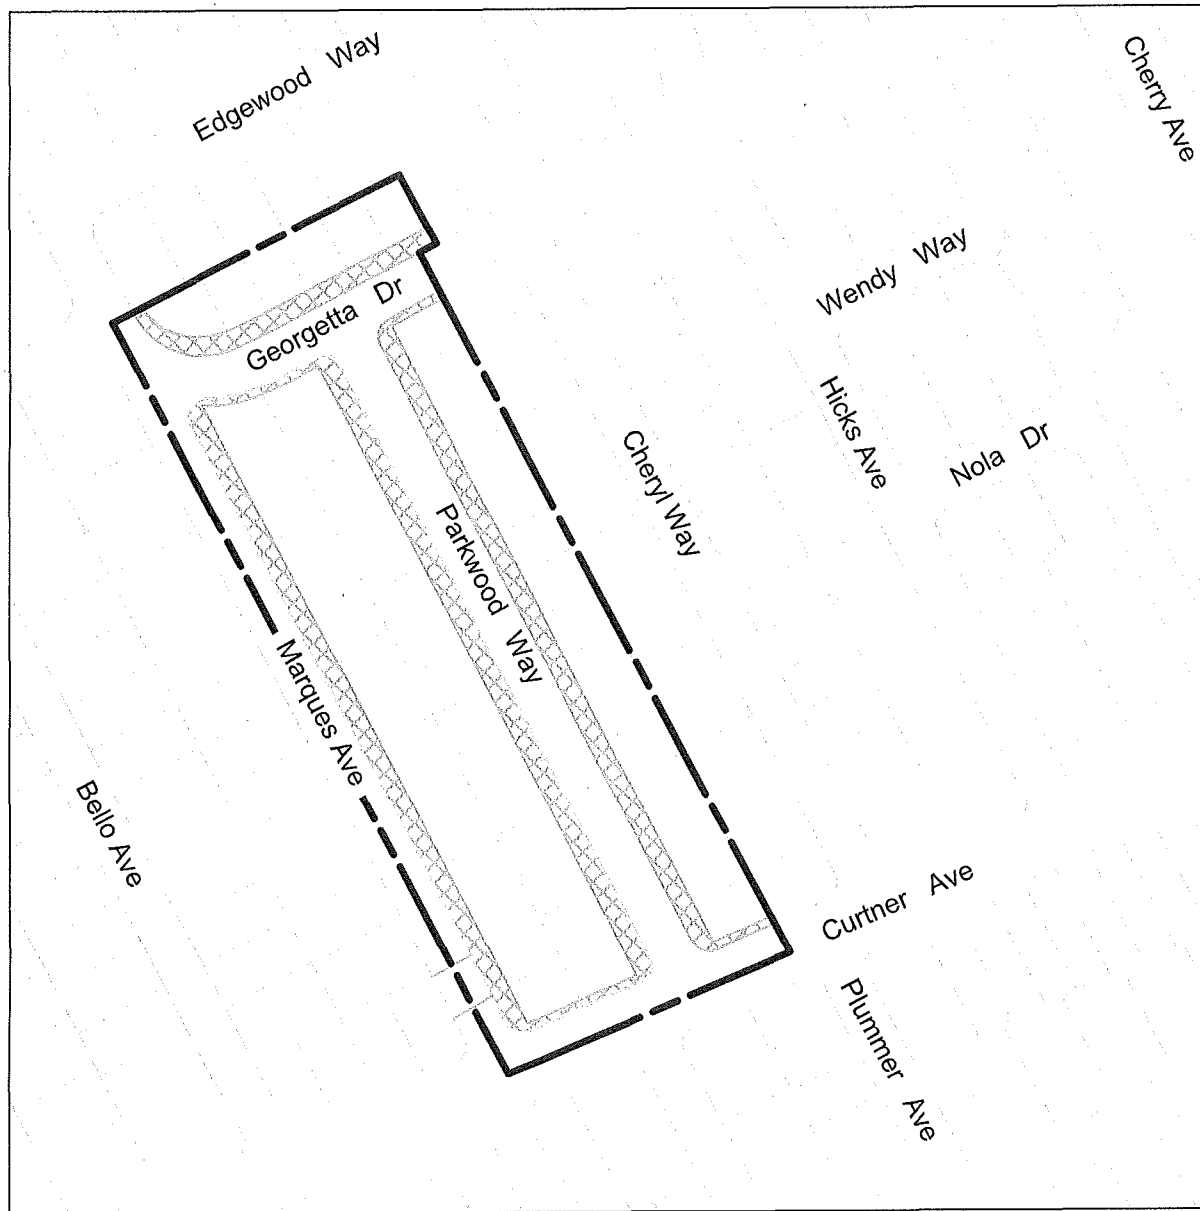 Edgewood Way
Cherry Ave
Wendy Way
Georgetta Dr
Hicks Ave
Nola Dr
Cheryl Way
Parkwood Way
Marques Ave
Bello Ave
Curtner Ave
Plummer Ave